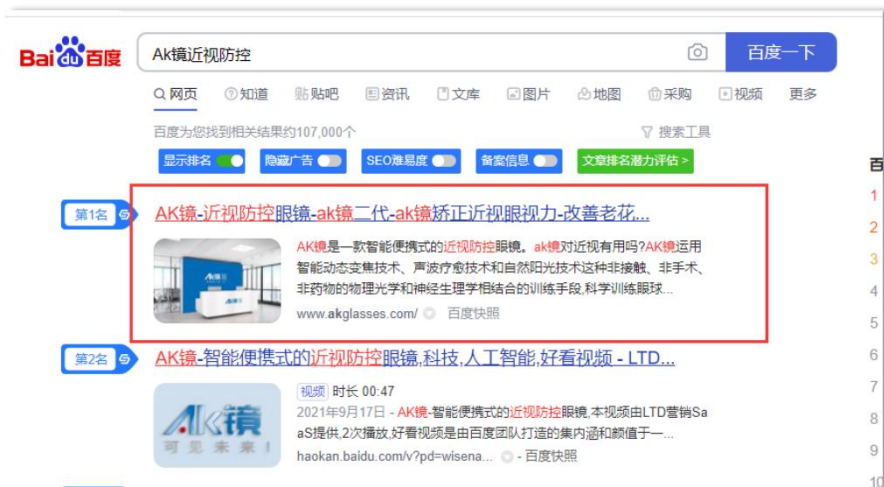 Bai du 百度
Ak镜近视防控
百度一下
网页 知道 贴吧 资讯 文库 图片 地图 采购 视频 更多
百度为您找到相关结果约107,000个
搜索工具
显示排名 隐藏广告 SEO难易度 备案信息 文章排名潜力评估 >
百
第1名
AK镜-近视防控眼镜-ak镜二代-ak镜矫正近视眼视力-改善老花...
AK镜是一款智能便携式的近视防控眼镜。ak镜对近视有用吗?AK镜运用
智能动态变焦技术、声波疗愈技术和自然阳光技术这种非接触、非手术、
非药物的物理光学和神经生理学相结合的训练手段,科学训练眼球...
www.akglasses.com/ 百度快照
第2名
AK镜-智能便携式的近视防控眼镜,科技,人工智能,好看视频 - LTD...
Ak镜
可见未来!
视频 时长 00:47
2021年9月17日 - AK镜-智能便携式的近视防控眼镜,本视频由LTD营销Sa
aS提供,2次播放,好看视频是由百度团队打造的集内涵和颜值于一...
haokan.baidu.com/v?pd=wisena... - 百度快照
1
2
3
4
5
6
7
8
9
10